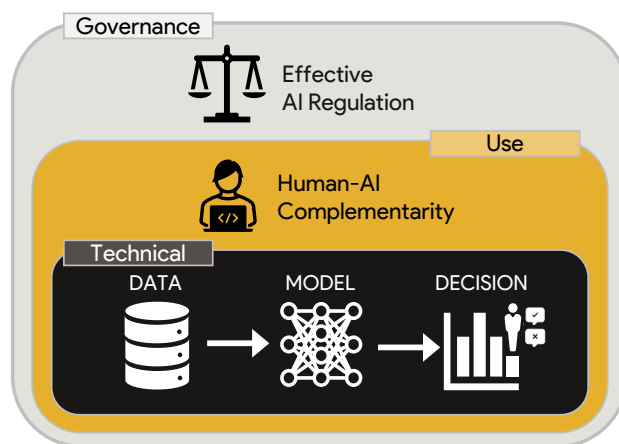 Governance
Effective
AI Regulation
Use
Human-AI
Complementarity
</>
Technical
DATA
MODEL
DECISION